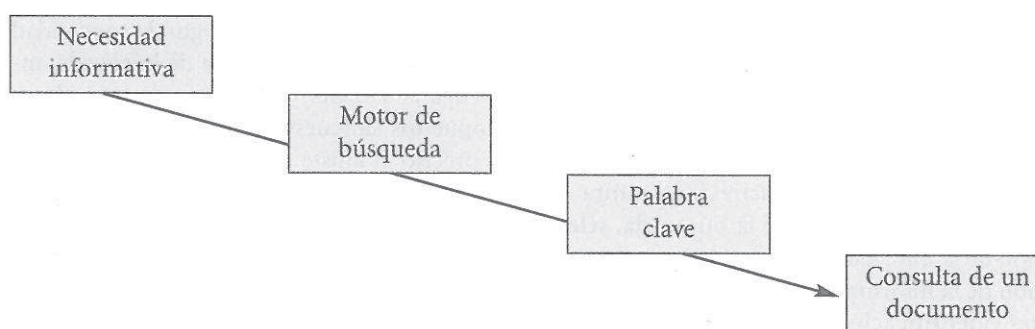 Necesidad
informativa
Motor de
búsqueda
Palabra
clave
Consulta de un
documento